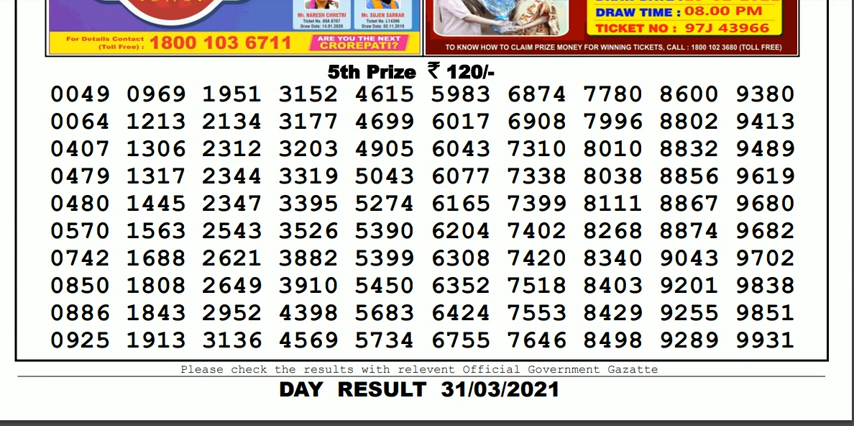 Mr. NARESH CHHETRI
Mr. SUJEN SARKAR
DRAW TIME : 08.00 PM
TICKET NO : 97J 43966
For Details Contact
(Toll Free) : 1800 103 6711
ARE YOU THE NEXT
CROREPATI?
TO KNOW HOW TO CLAIM PRIZE MONEY FOR WINNING TICKETS, CALL : 1800 102 3680 (TOLL FREE)
5th Prize ₹ 120/-
0049 0969 1951 3152 4615 5983 6874 7780 8600 9380
0064 1213 2134 3177 4699 6017 6908 7996 8802 9413
0407 1306 2312 3203 4905 6043 7310 8010 8832 9489
0479 1317 2344 3319 5043 6077 7338 8038 8856 9619
0480 1445 2347 3395 5274 6165 7399 8111 8867 9680
0570 1563 2543 3526 5390 6204 7402 8268 8874 9682
0742 1688 2621 3882 5399 6308 7420 8340 9043 9702
0850 1808 2649 3910 5450 6352 7518 8403 9201 9838
0886 1843 2952 4398 5683 6424 7553 8429 9255 9851
0925 1913 3136 4569 5734 6755 7646 8498 9289 9931
Please check the results with relevent Official Government Gazatte
DAY RESULT 31/03/2021